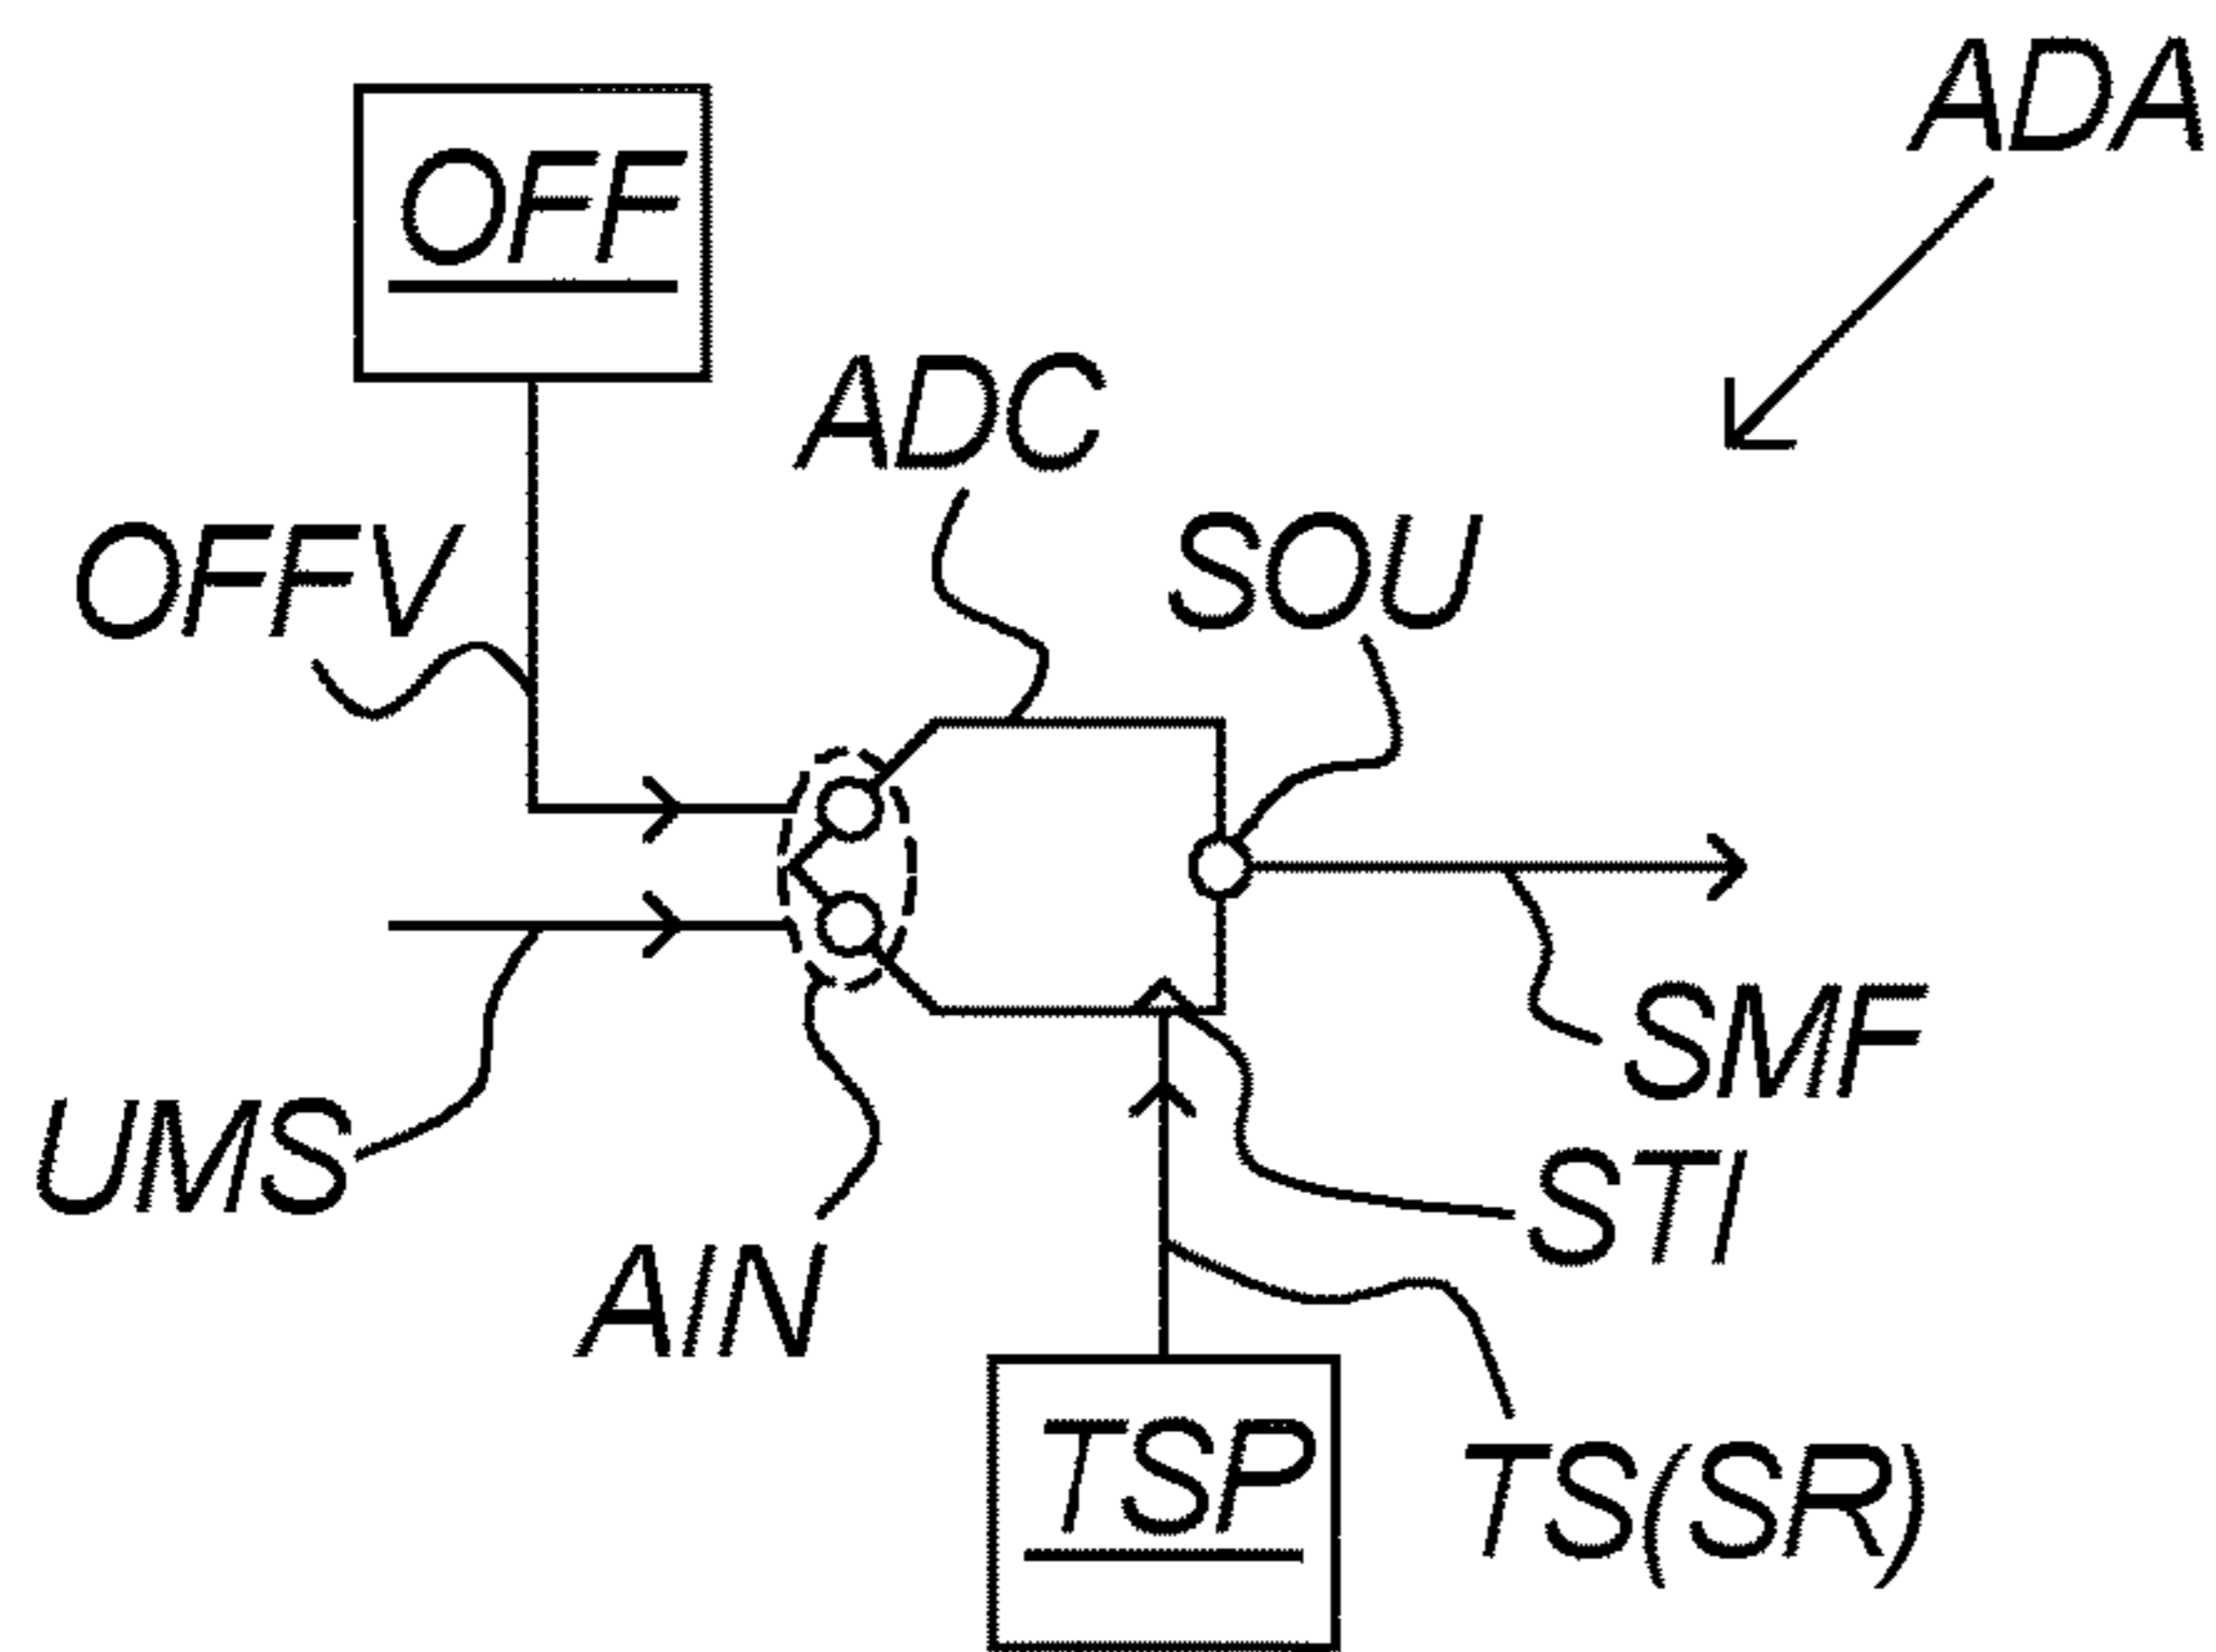 ADA
OFF
ADC
OFFV
SOU
SMF
UMS
STI
AIN
TSP
TS(SR)